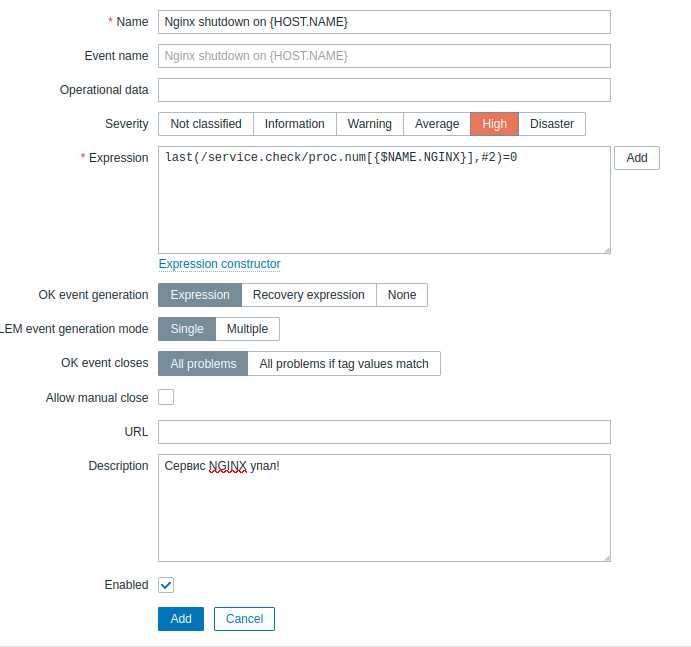 * Name Nginx shutdown on {HOST.NAME}
Event name Nginx shutdown on {HOST.NAME}
Operational data
Severity Not classified Information Warning Average High Disaster
* Expression last(/service.check/proc.num[{$NAME.NGINX}],#2)=0 Add
Expression constructor
OK event generation Expression Recovery expression None
LEM event generation mode Single Multiple
OK event closes All problems All problems if tag values match
Allow manual close
URL
Description Сервис NGINX упал!
Enabled
Add Cancel